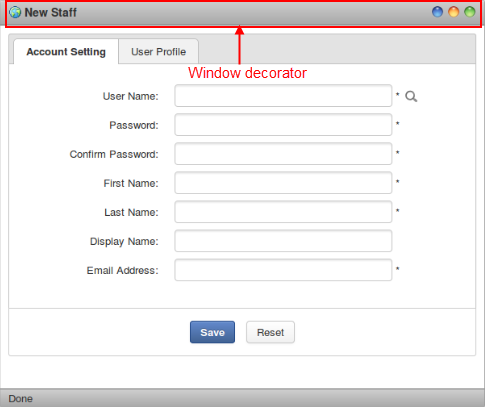 New Staff
Account Setting User Profile
Window decorator
User Name: *
Password: *
Confirm Password: *
First Name: *
Last Name: *
Display Name:
Email Address: *
Save Reset
Done